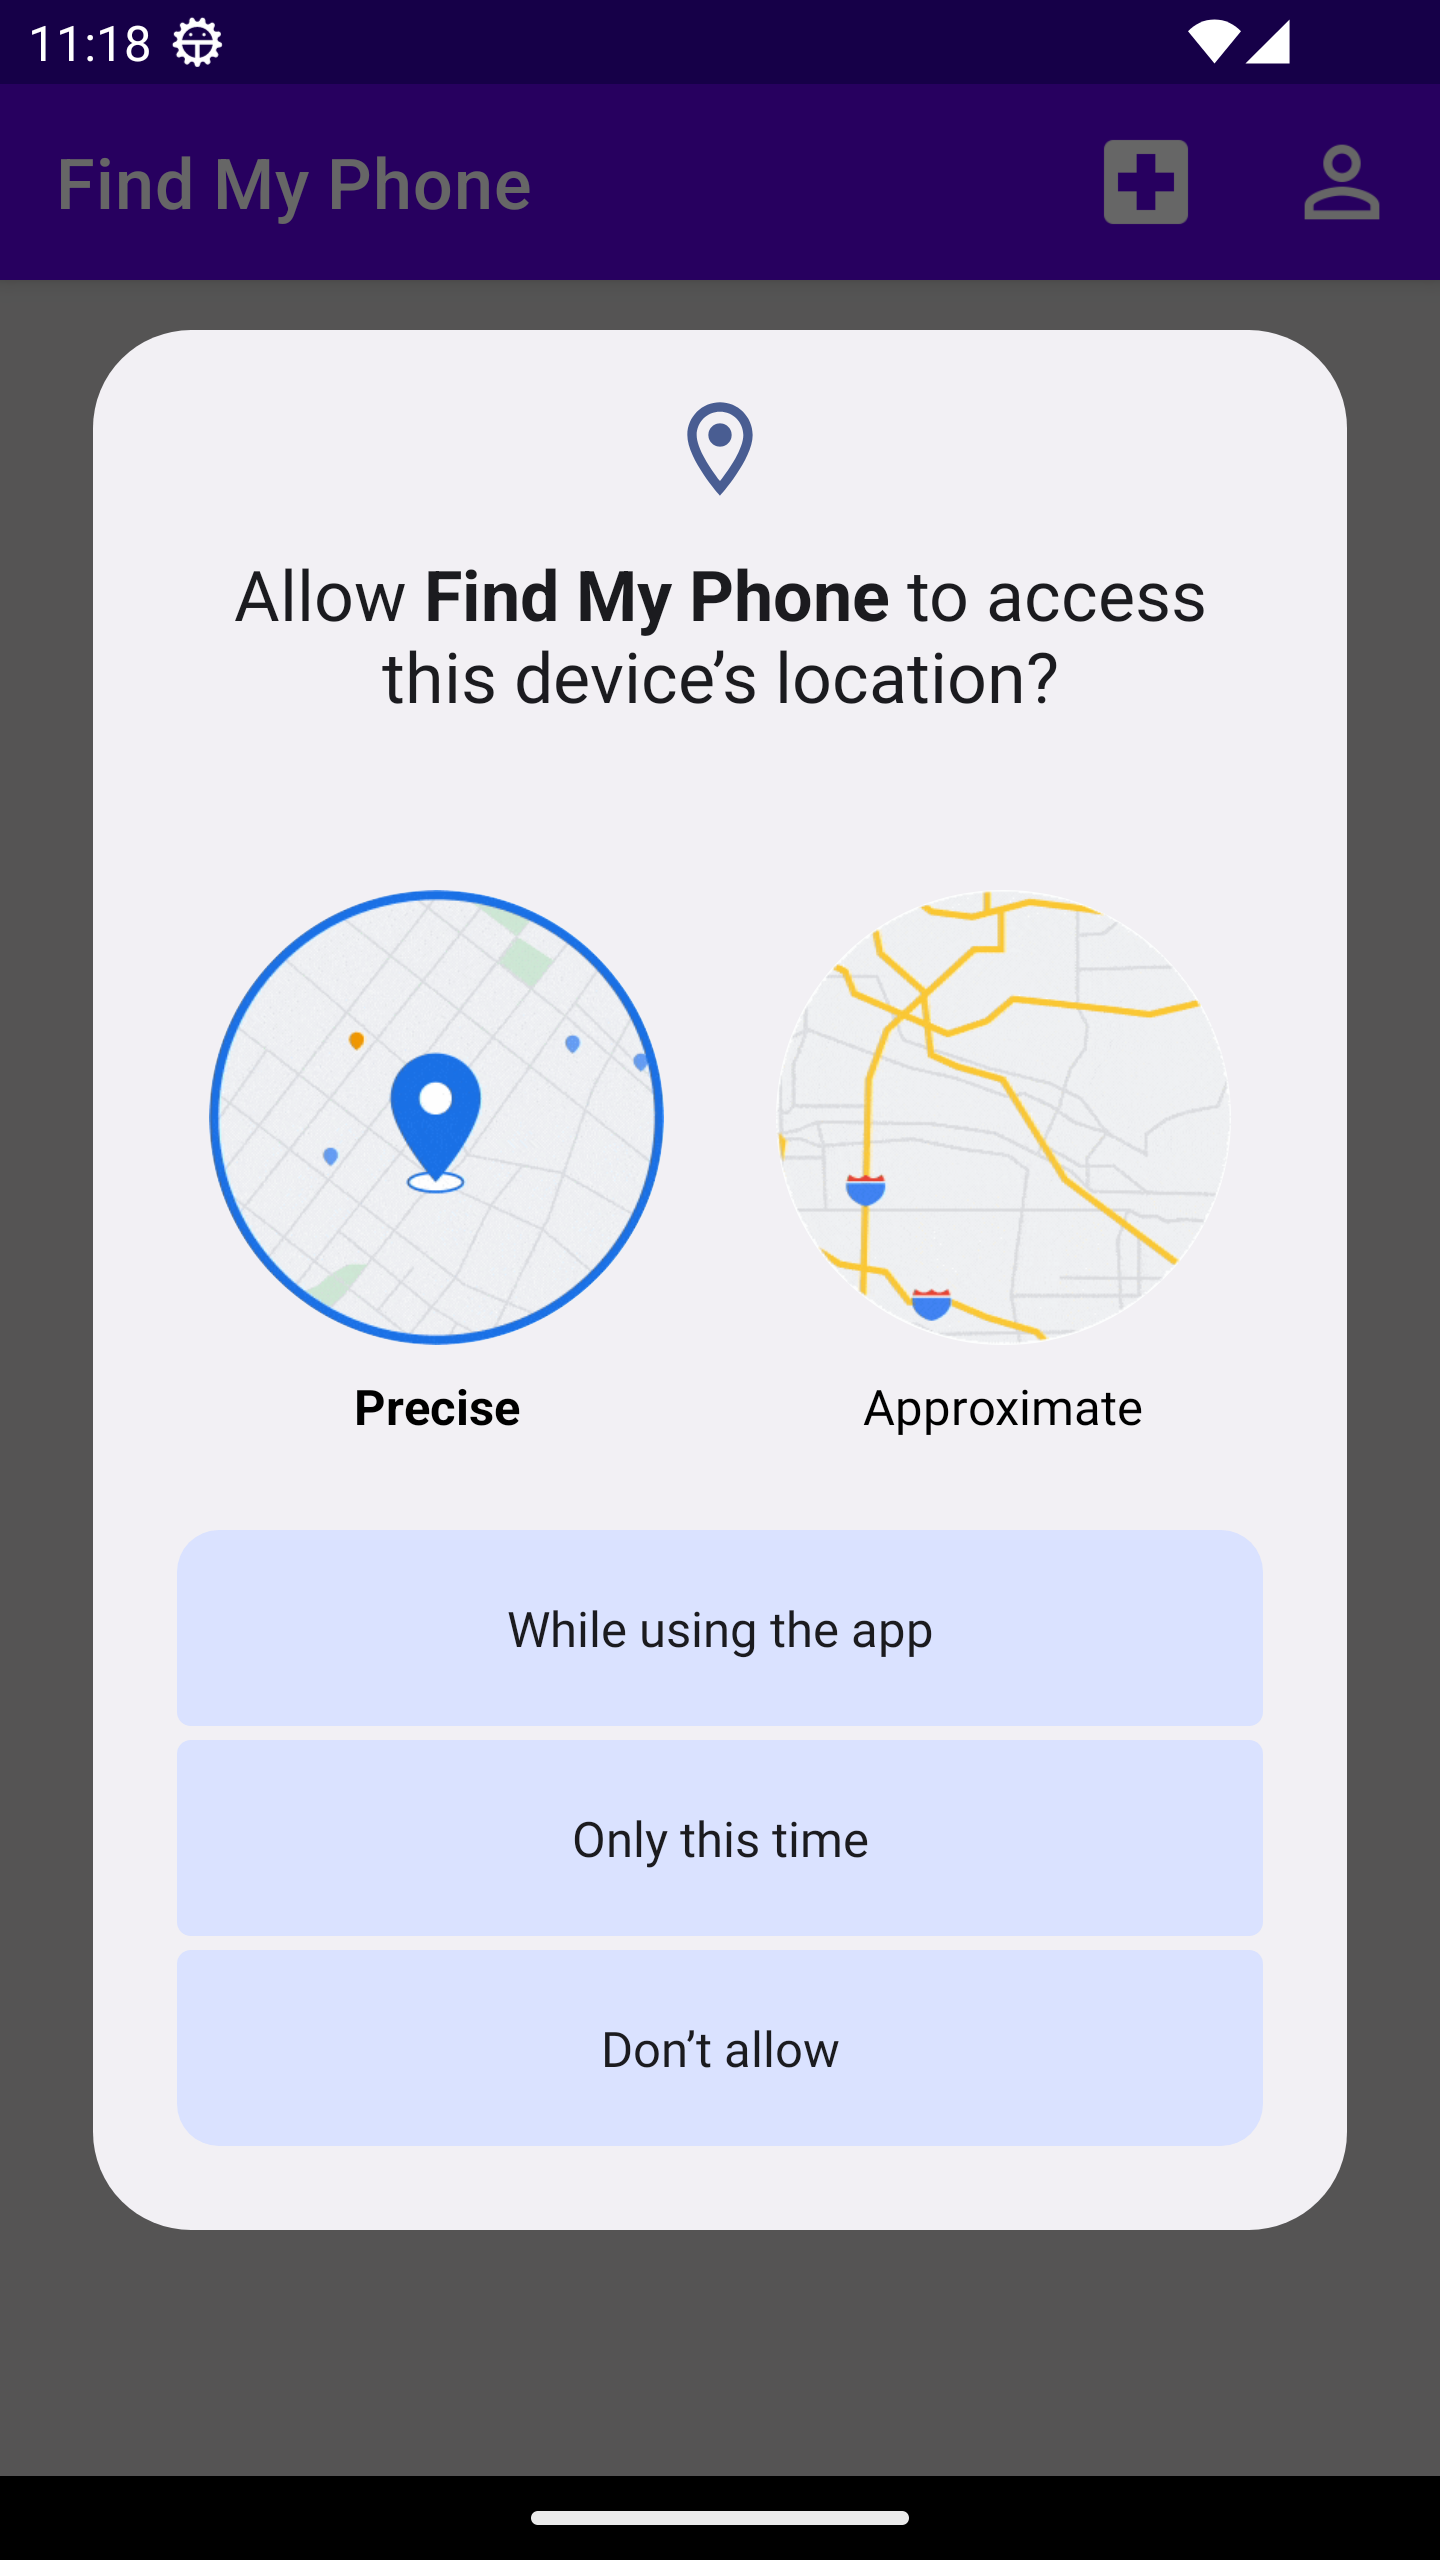 11:18
Find My Phone
Allow Find My Phone to access
this device’s location?
Precise
Approximate
While using the app
Only this time
Don’t allow